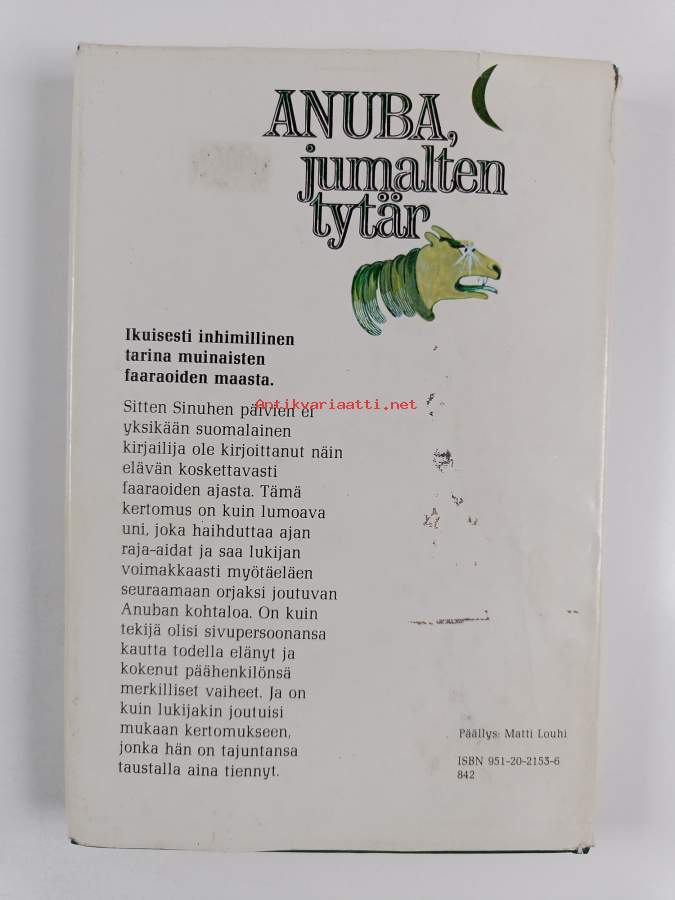 ANUBA,
jumalten
tytär
Ikuisesti inhimillinen
tarina muinaisten
faaraoiden maasta.
Antikvariaatti.net
Sitten Sinuhen päivien ei
yksikään suomalainen
kirjailija ole kirjoittanut näin
elävän koskettavasti
faaraoiden ajasta. Tämä
kertomus on kuin lumoava
uni, joka haihduttaa ajan
raja-aidat ja saa lukijan
voimakkaasti myötäeläen
seuraamaan orjaksi joutuvan
Anuban kohtaloa. On kuin
tekijä olisi sivupersoonansa
kautta todella elänyt ja
kokenut päähenkilönsä
merkilliset vaiheet. Ja on
kuin lukijakin joutuisi
mukaan kertomukseen,
jonka hän on tajuntansa
taustalla aina tiennyt.
Päällys: Matti Louhi
ISBN 951-20-2153-6
842